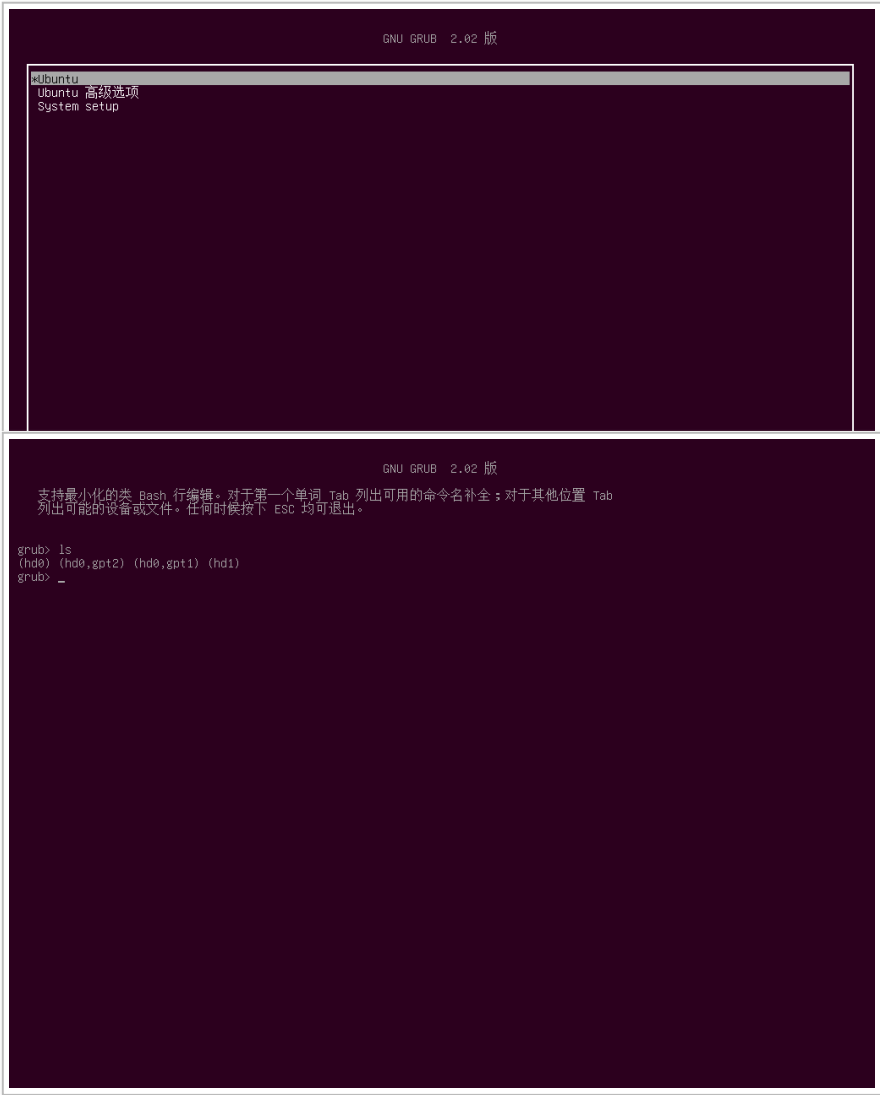 GNU GRUB 2.02 版
*Ubuntu
Ubuntu 高级选项
System setup
GNU GRUB 2.02 版
支持最小化的类 Bash 行编辑。对于第一个单词 Tab 列出可用的命令名补全;对于其他位置 Tab
列出可能的设备或文件。任何时候按下 ESC 均可退出。
grub> ls
(hd0) (hd0,gpt2) (hd0,gpt1) (hd1)
grub> _